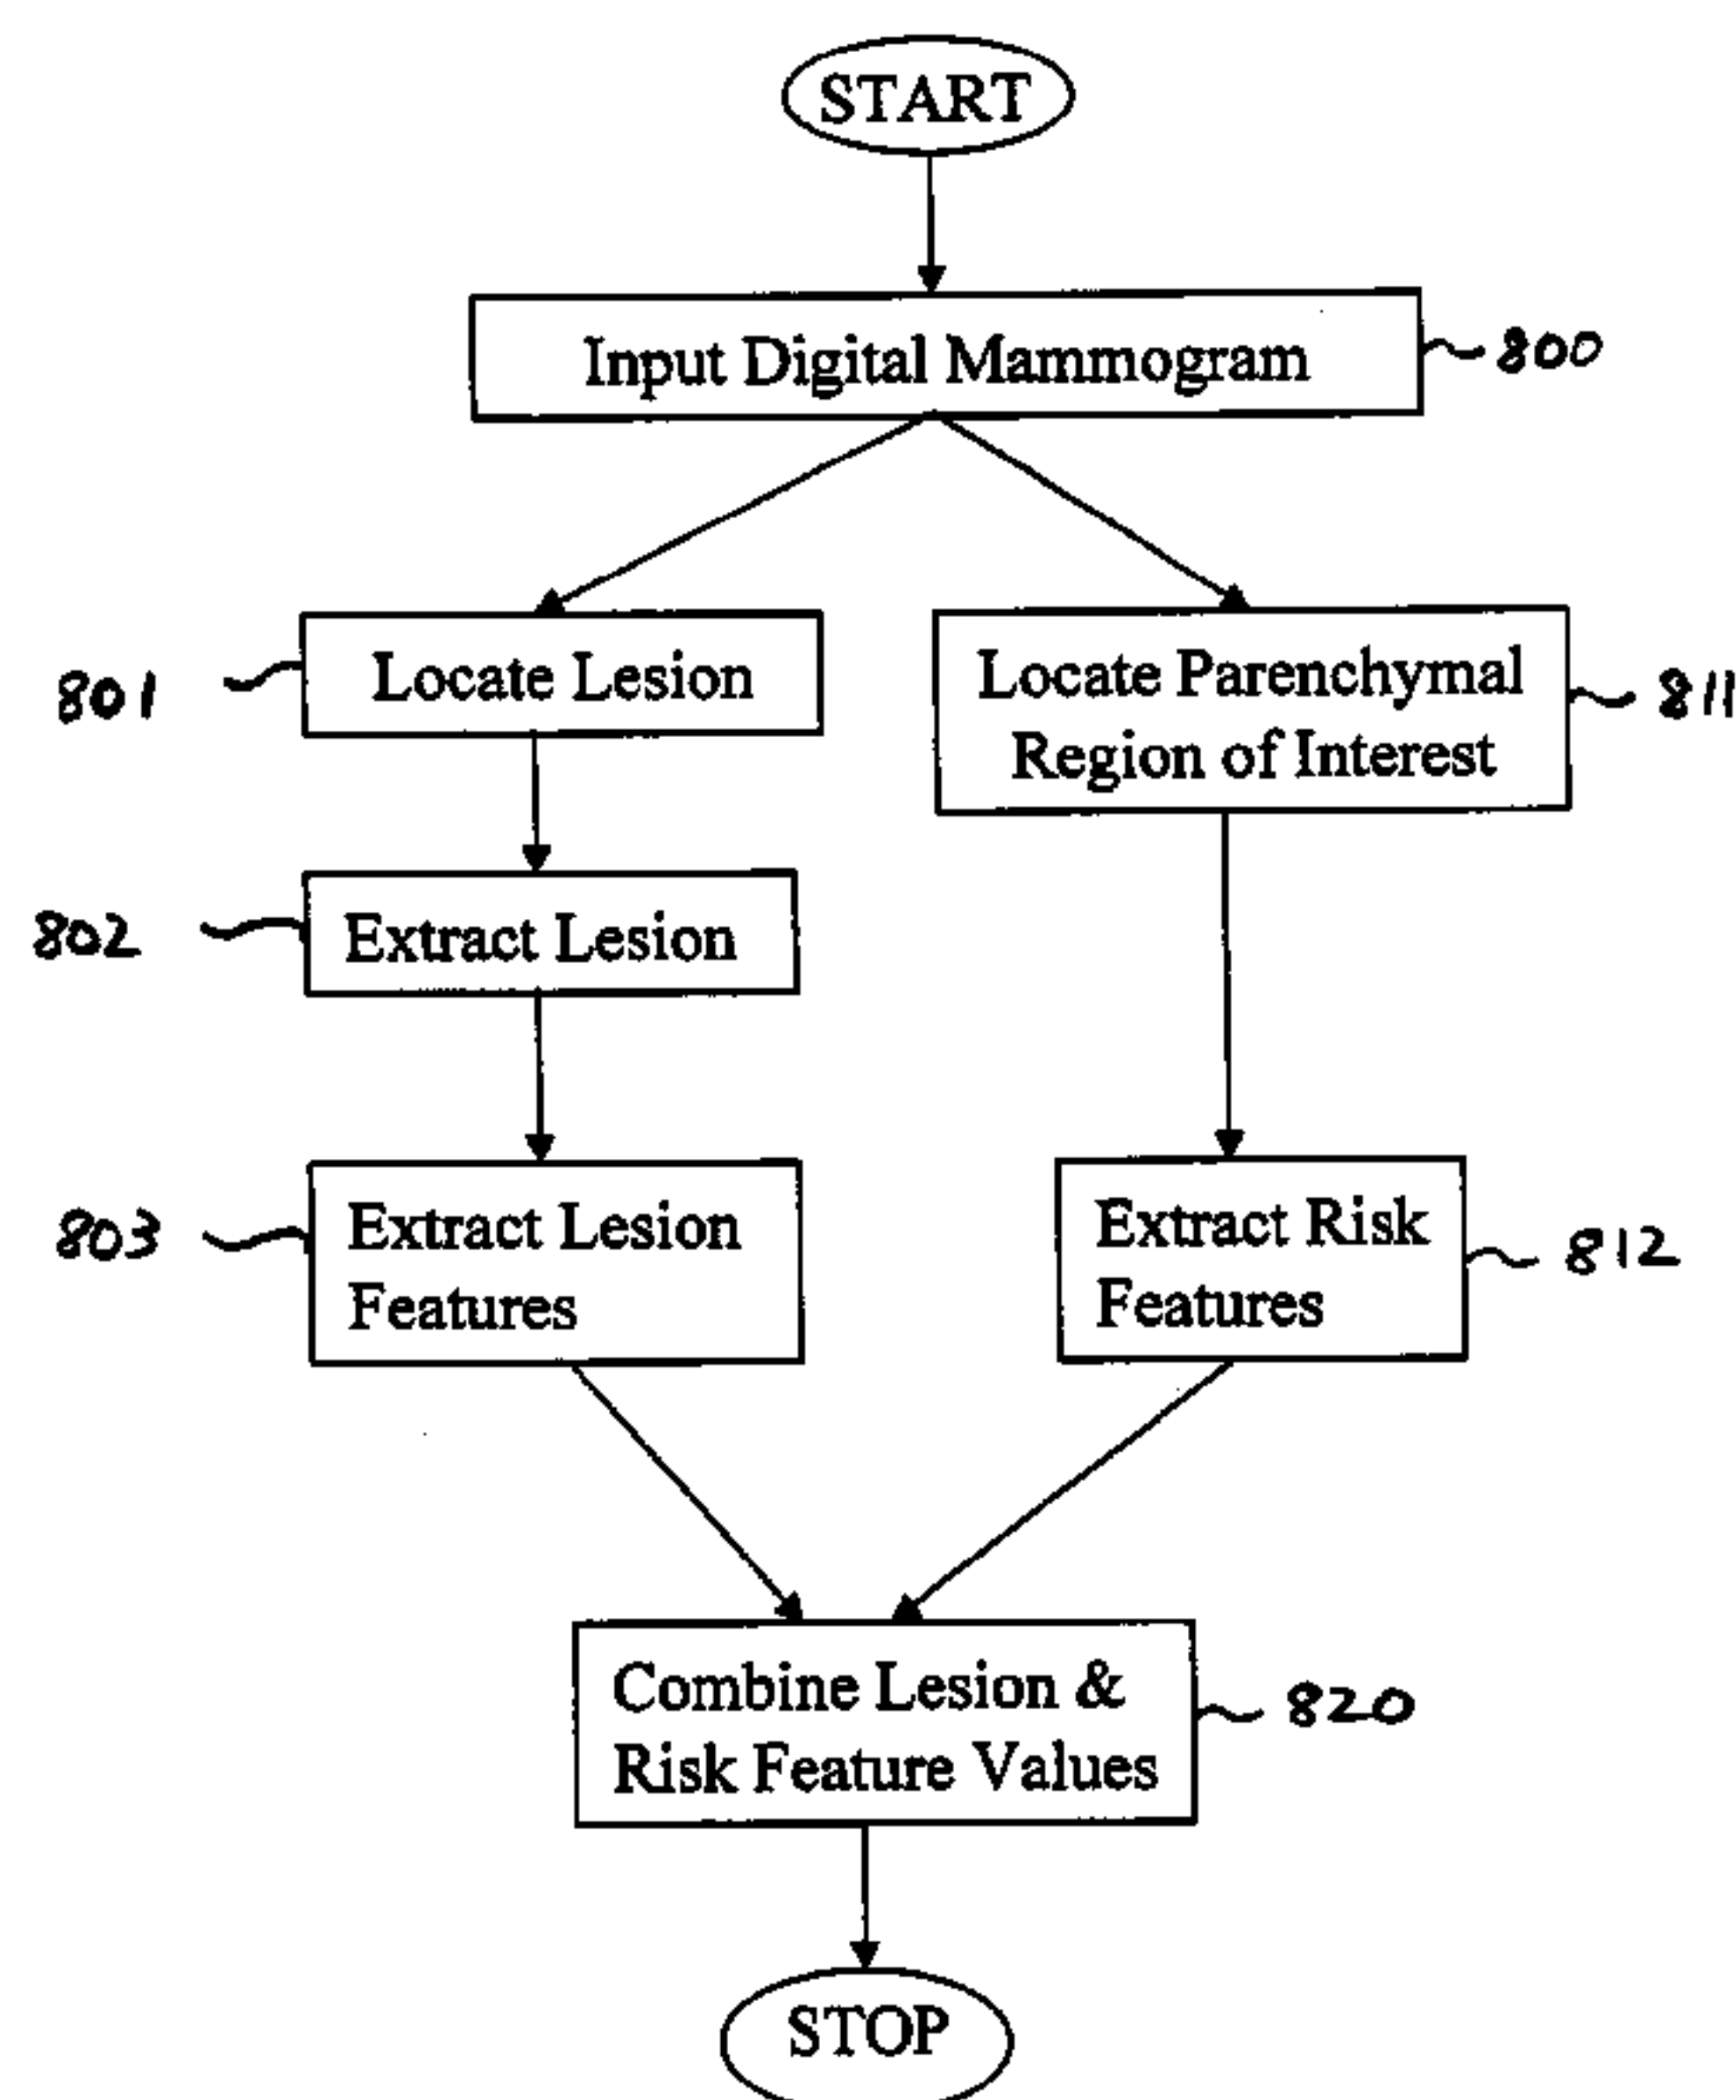 START
Input Digital Mammogram
800
801
Locate Lesion
Locate Parenchymal
Region of Interest
811
802
Extract Lesion
803
Extract Lesion
Features
Extract Risk
Features
812
Combine Lesion &
Risk Feature Values
820
STOP